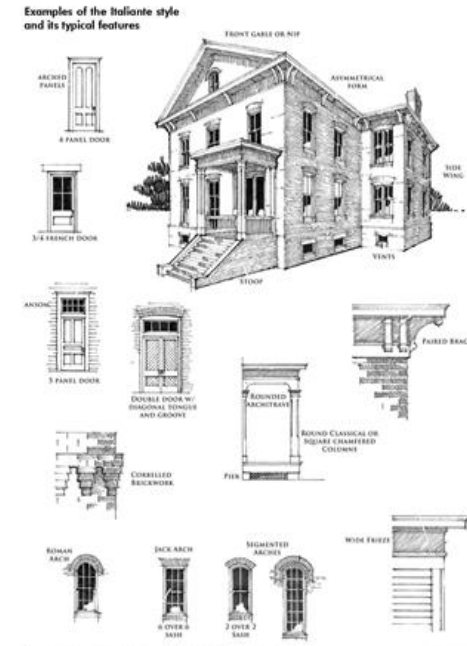 Examples of the Italiante style
and its typical features
FRONT GABLE OR HIP
ARCHED
PANELS
ASYMMETRICAL
FORM
4 PANEL DOOR
SIDE
WING
3/4 FRENCH DOOR
VENTS
STOOP
ANSOM
PAIRED BRAC
5 PANEL DOOR
DOUBLE DOOR W/
DIAGONAL TONGUE
AND GROOVE
ROUNDED
ARCHITRAVE
ROUND CLASSICAL OR
SQUARE CHAMFERED
COLUMNS
PIER
CORBELLED
BRICKWORK
ROMAN
ARCH
JACK ARCH
SEGMENTED
ARCHES
WIDE FRIEZE
6 OVER 6
SASH
2 OVER 2
SASH